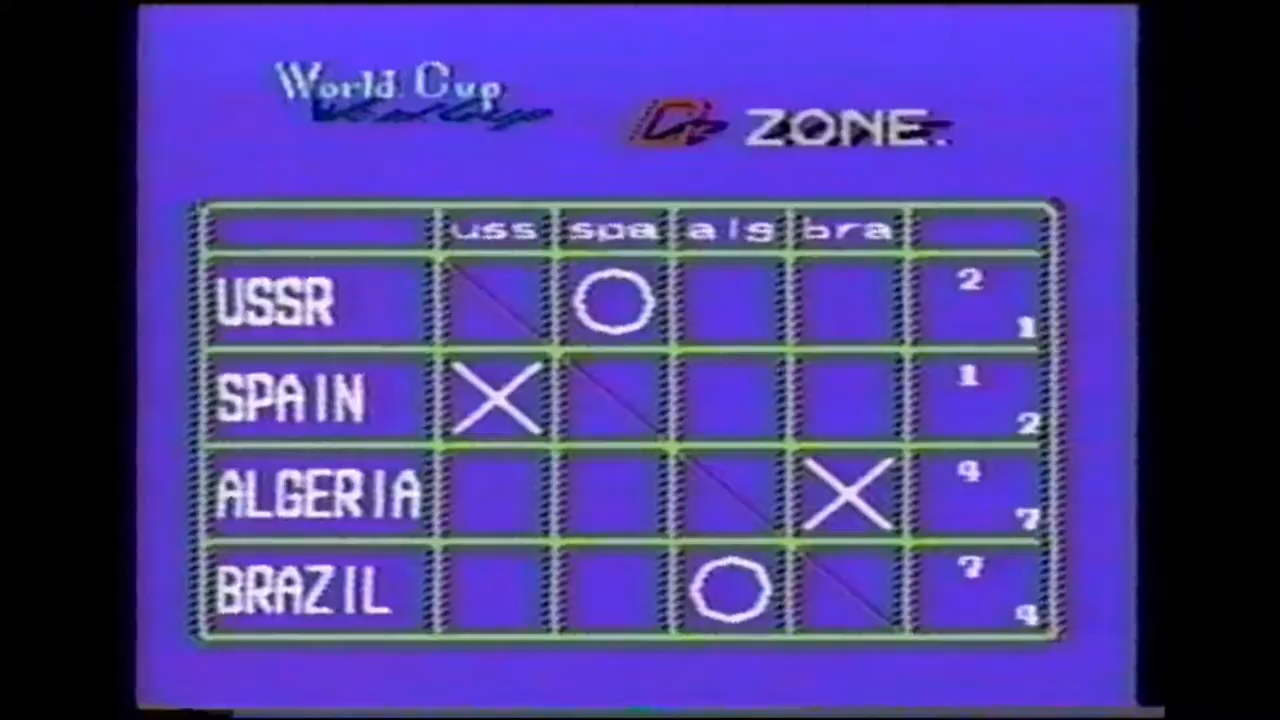 World Cup
ZONE.
uss spa alg bra
USSR 2 1
SPAIN 1 2
ALGERIA 4 7
BRAZIL 7 4